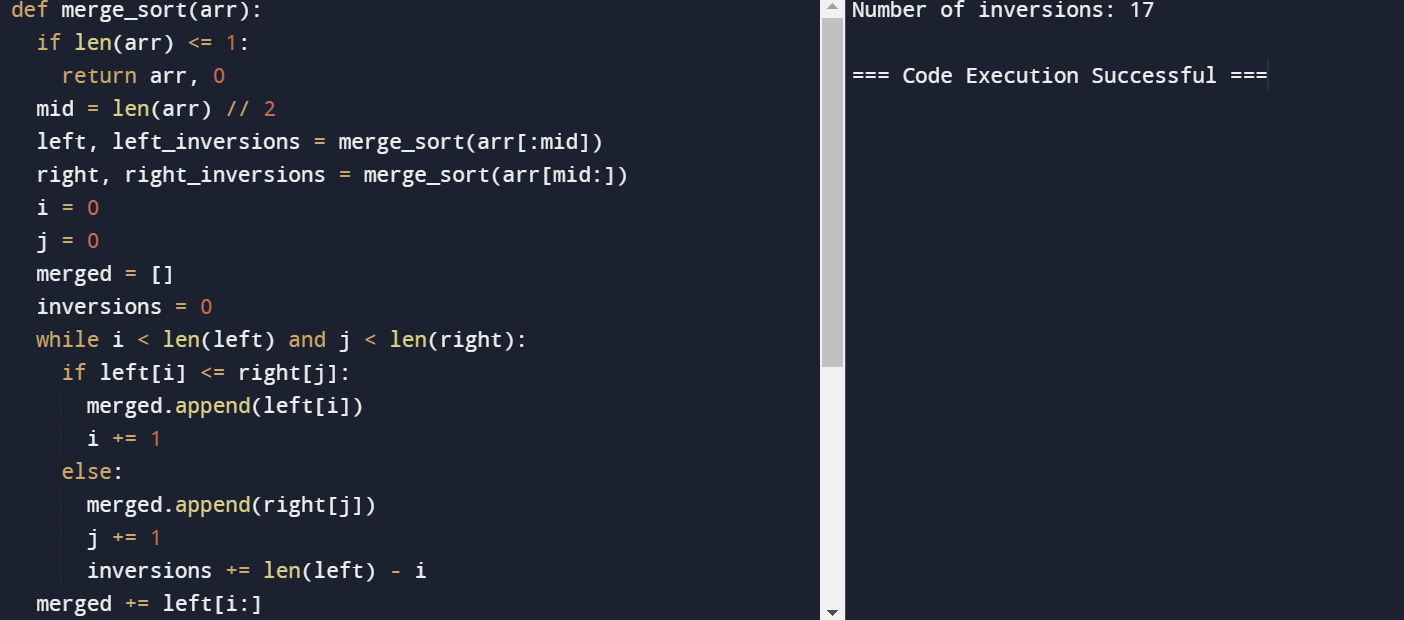 def merge_sort(arr):
  if len(arr) <= 1:
    return arr, 0
  mid = len(arr) // 2
  left, left_inversions = merge_sort(arr[:mid])
  right, right_inversions = merge_sort(arr[mid:])
  i = 0
  j = 0
  merged = []
  inversions = 0
  while i < len(left) and j < len(right):
    if left[i] <= right[j]:
      merged.append(left[i])
      i += 1
    else:
      merged.append(right[j])
      j += 1
      inversions += len(left) - i
  merged += left[i:]
Number of inversions: 17
=== Code Execution Successful ===